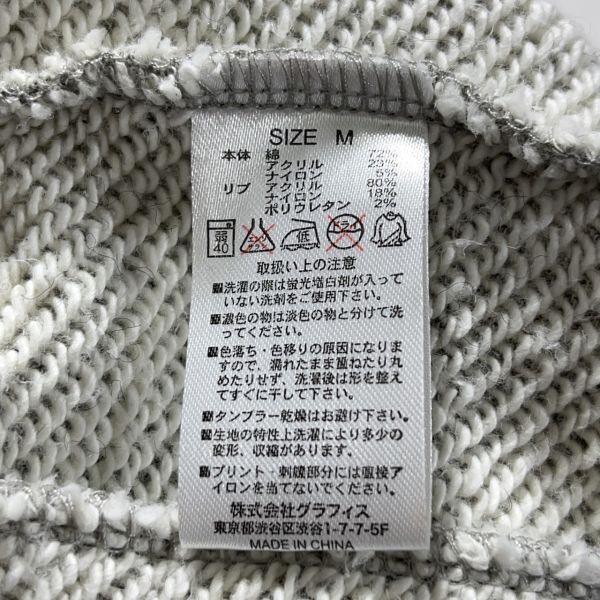 SIZE M
本体 綿 72%
アクリル 23%
ナイロン 5%
リブ アクリル 80%
ナイロン 18%
ポリウレタン 2%
弱 40 エンソ サラシ 低 ドライ
取扱い上の注意
洗濯の際は蛍光増白剤が入って
いない洗剤をご使用下さい。
濃色の物は淡色の物と分けて洗
ってください。
色落ち・色移りの原因になりま
すので、濡れたまま重ねたり丸
めたりせず、洗濯後は形を整え
てすぐに干して下さい。
タンブラー乾燥はお避け下さい。
生地の特性上洗濯により多少の
変形、収縮があります。
プリント・刺繍部分には直接ア
イロンを当てないでください。
株式会社グラフィス
東京都渋谷区渋谷1-7-7-5F
MADE IN CHINA